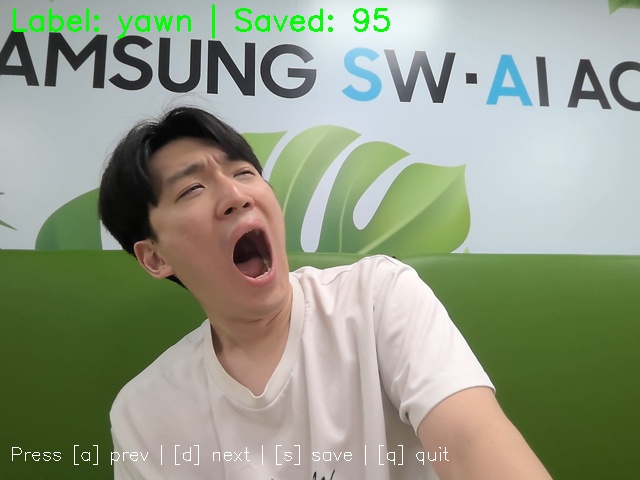 Label: yawn | Saved: 95
AMSUNG SW·AI AC
Press [a] prev | [d] next | [s] save | [q] quit